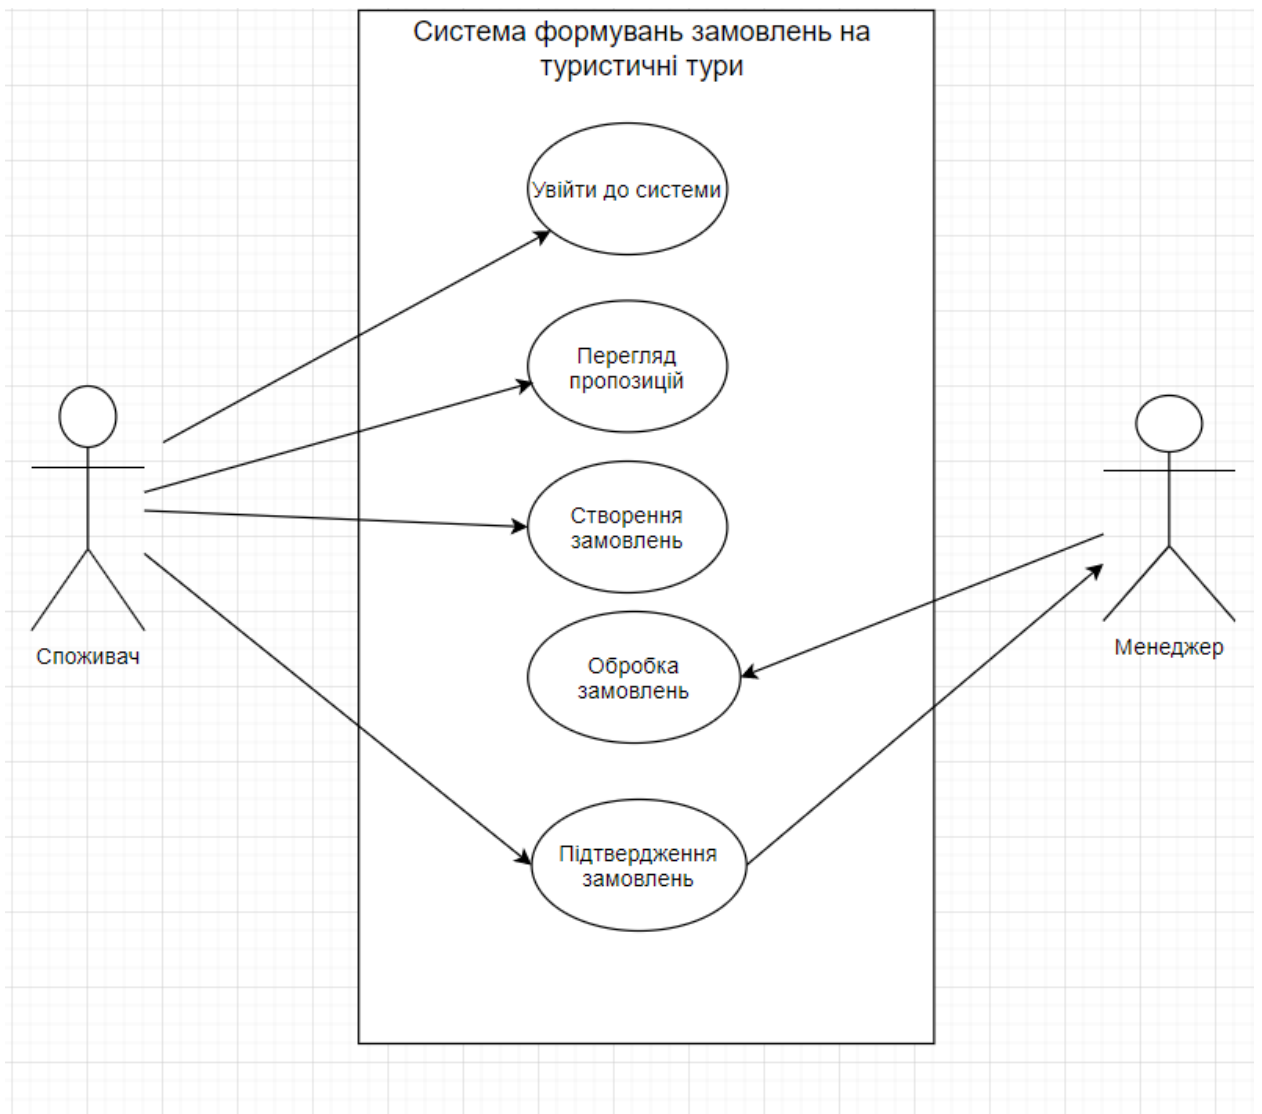 Система формувань замовлень на
туристичні тури
Увійти до системи
Перегляд
пропозицій
Створення
замовлень
Обробка
замовлень
Підтвердження
замовлень
Споживач
Менеджер